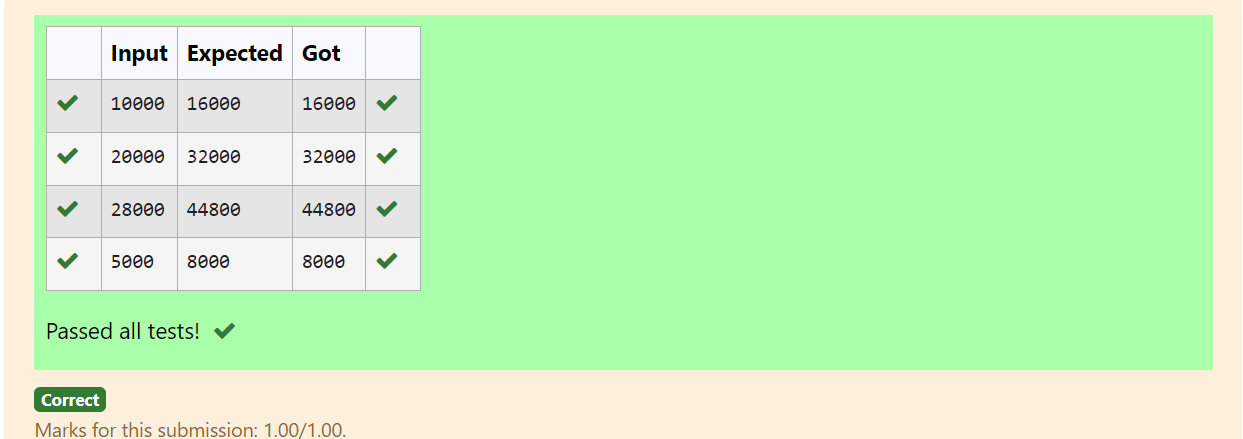 Input Expected Got
10000 16000 16000
20000 32000 32000
28000 44800 44800
5000 8000 8000
Passed all tests!
Correct
Marks for this submission: 1.00/1.00.